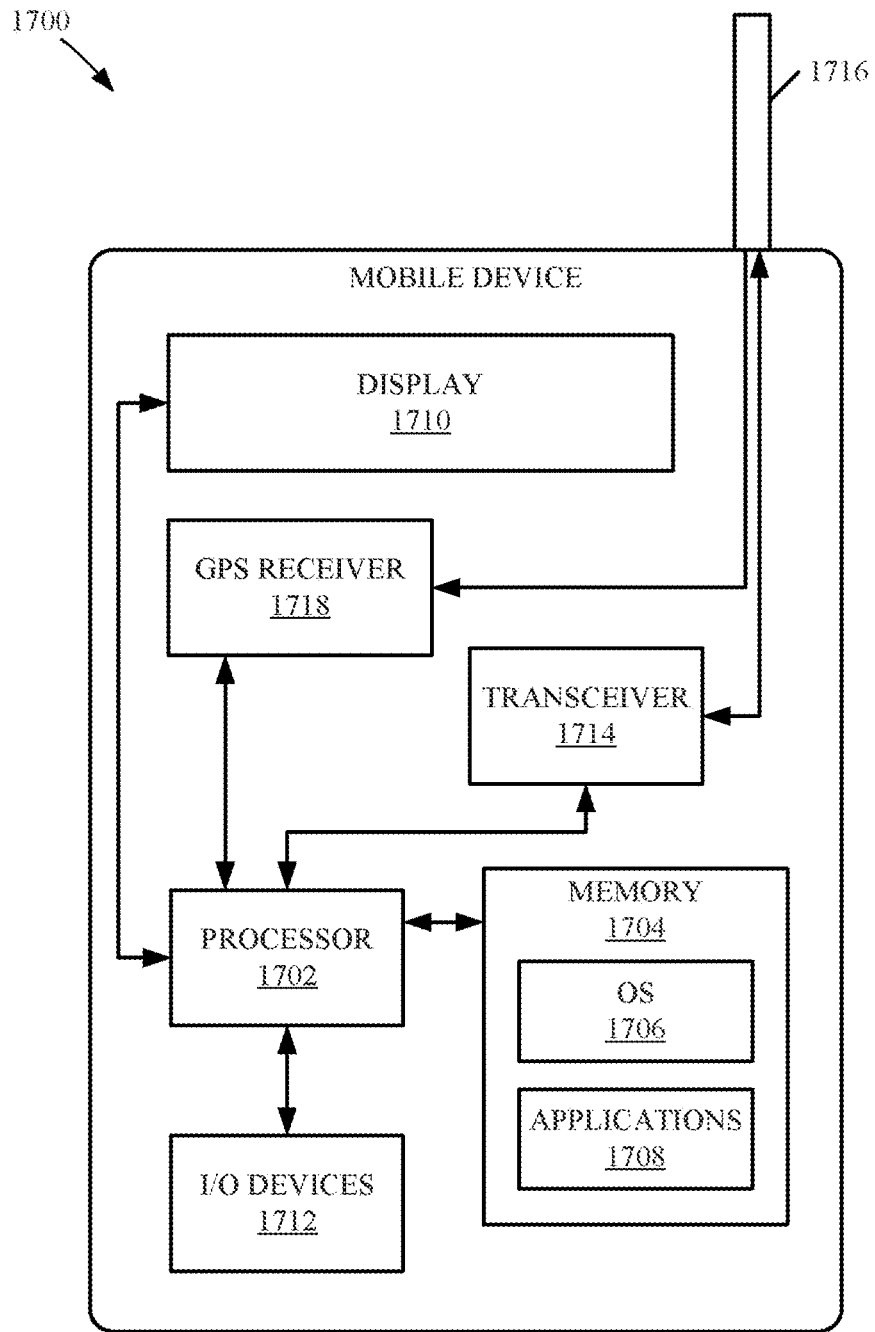 1700
1716
MOBILE DEVICE
DISPLAY
1710
GPS RECEIVER
1718
TRANSCEIVER
1714
MEMORY
1704
PROCESSOR
1702
OS
1706
APPLICATIONS
1708
I/O DEVICES
1712